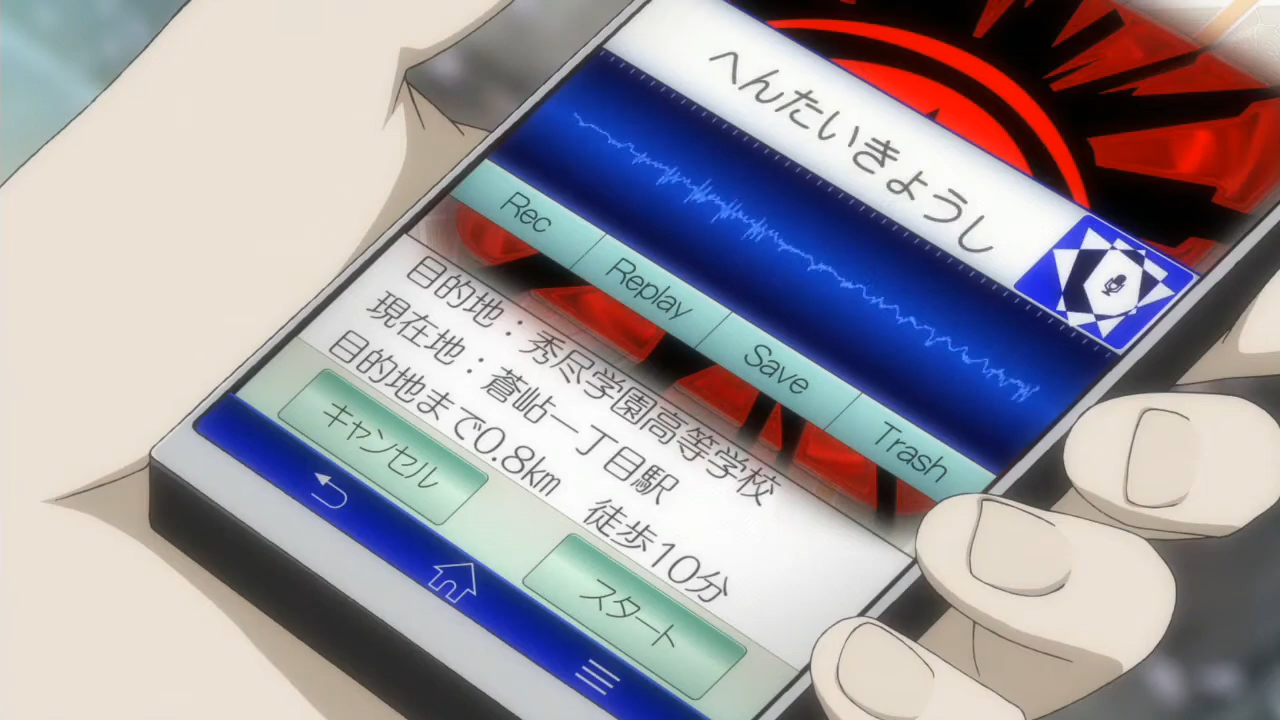 へんたいきょうし
Rec Replay Save Trash
目的地：秀尽学園高等学校
現在地：蒼岾一丁目駅
目的地まで0.8km 徒歩10分
キャンセル スタート